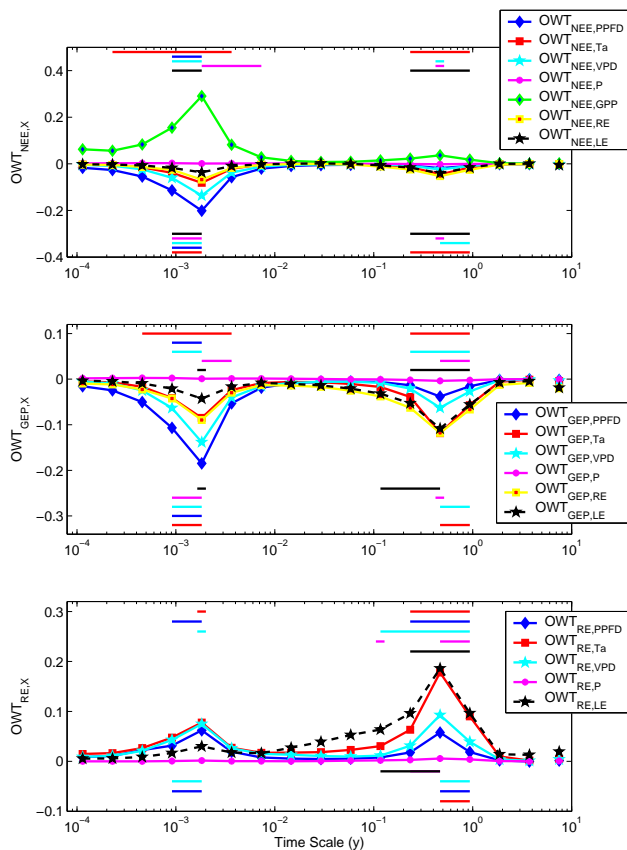 OWT_NEE,PPFD
OWT_NEE,Ta
OWT_NEE,VPD
OWT_NEE,P
OWT_NEE,GPP
OWT_NEE,RE
OWT_NEE,LE
0.4
0.2
0
−0.2
−0.4
OWT_NEE,X
10^−4 10^−3 10^−2 10^−1 10^0 10^1
0.1
0
−0.1
−0.2
−0.3
OWT_GEP,X
OWT_GEP,PPFD
OWT_GEP,Ta
OWT_GEP,VPD
OWT_GEP,P
OWT_GEP,RE
OWT_GEP,LE
10^−4 10^−3 10^−2 10^−1 10^0 10^1
0.3
0.2
0.1
0
−0.1
OWT_RE,X
OWT_RE,PPFD
OWT_RE,Ta
OWT_RE,VPD
OWT_RE,P
OWT_RE,LE
10^−4 10^−3 10^−2 10^−1 10^0 10^1
Time Scale (y)